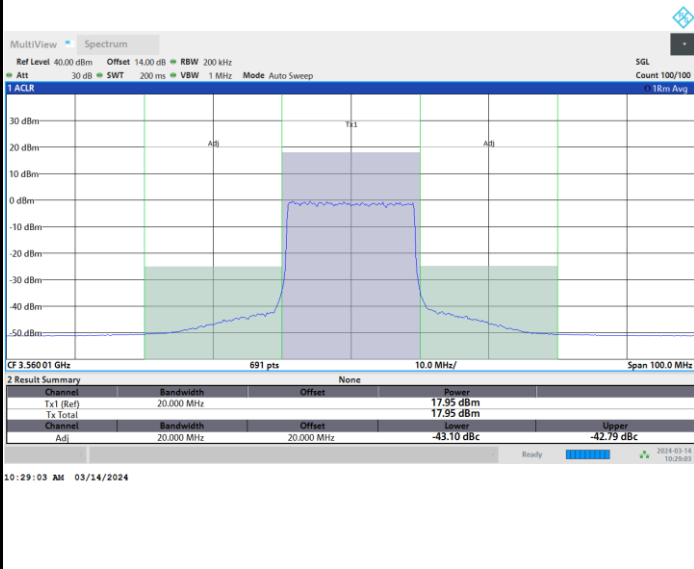 MultiView Spectrum
Ref Level 40.00 dBm Offset 14.00 dB RBW 200 kHz SGL
Att 30 dB SWT 200 ms VBW 1 MHz Mode Auto Sweep Count 100/100
1 ACLR 1Rm Avg
30 dBm
Tx1
20 dBm
Adj Adj
10 dBm
0 dBm
-10 dBm
-20 dBm
-30 dBm
-40 dBm
-50 dBm
CF 3.56001 GHz 691 pts 10.0 MHz/ Span 100.0 MHz
2 Result Summary None
Channel Bandwidth Offset Power
Tx1 (Ref) 20.000 MHz 17.95 dBm
Tx Total 17.95 dBm
Channel Bandwidth Offset Lower Upper
Adj 20.000 MHz 20.000 MHz -43.10 dBc -42.79 dBc
Ready 2024-03-14
10:29:03
10:29:03 AM 03/14/2024